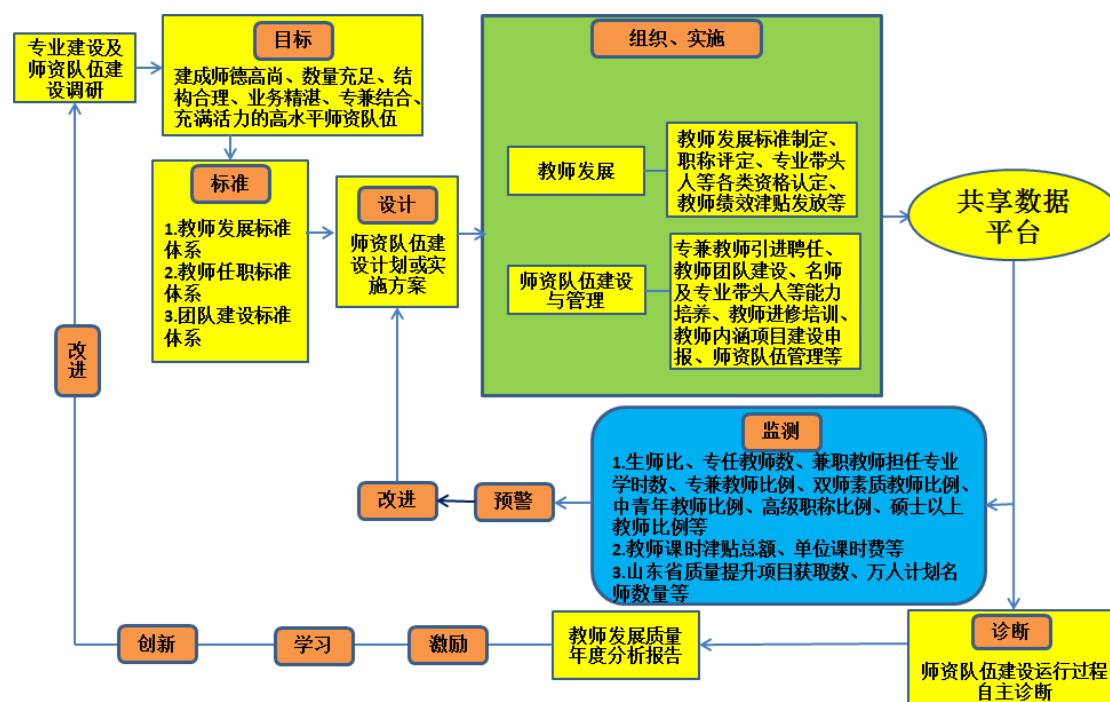 专业建设及
师资队伍建
设调研
目标
建成师德高尚、数量充足、结
构合理、业务精湛、专兼结合、
充满活力的高水平师资队伍
标准
1.教师发展标准
体系
2.教师任职标准
体系
3.团队建设标准
体系
设计
师资队伍建
设计划或实
施方案
组织、实施
教师发展
教师发展标准制定、
职称评定、专业带头
人等各类资格认定、
教师绩效津贴发放等
师资队伍建设
与管理
专兼教师引进聘任、
教师团队建设、名师
及专业带头人等能力
培养、教师进修培训、
教师内涵项目建设申
报、师资队伍管理等
共享数据
平台
监测
1.生师比、专任教师数、兼职教师担任专业
学时数、专兼教师比例、双师素质教师比例、
中青年教师比例、高级职称比例、硕士以上
教师比例等
2.教师课时津贴总额、单位课时费等
3.山东省质量提升项目获取数、万人计划名
师数量等
预警
改进
诊断
师资队伍建设运行过程
自主诊断
教师发展质量
年度分析报告
激励
学习
创新
改
进